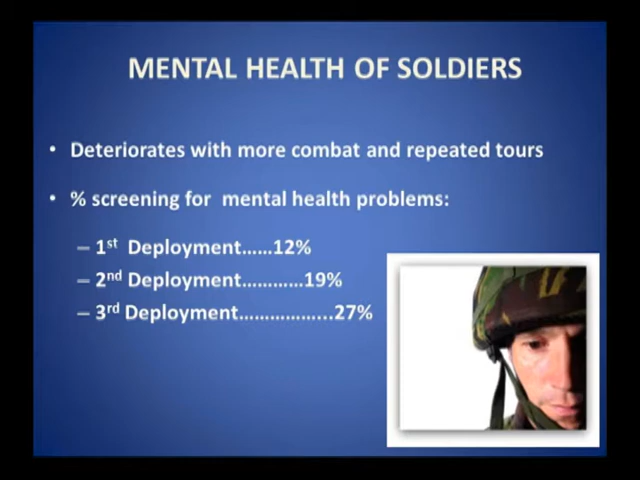 MENTAL HEALTH OF SOLDIERS
• Deteriorates with more combat and repeated tours
• % screening for mental health problems:
– 1st Deployment……12%
– 2nd Deployment…………19%
– 3rd Deployment……………...27%